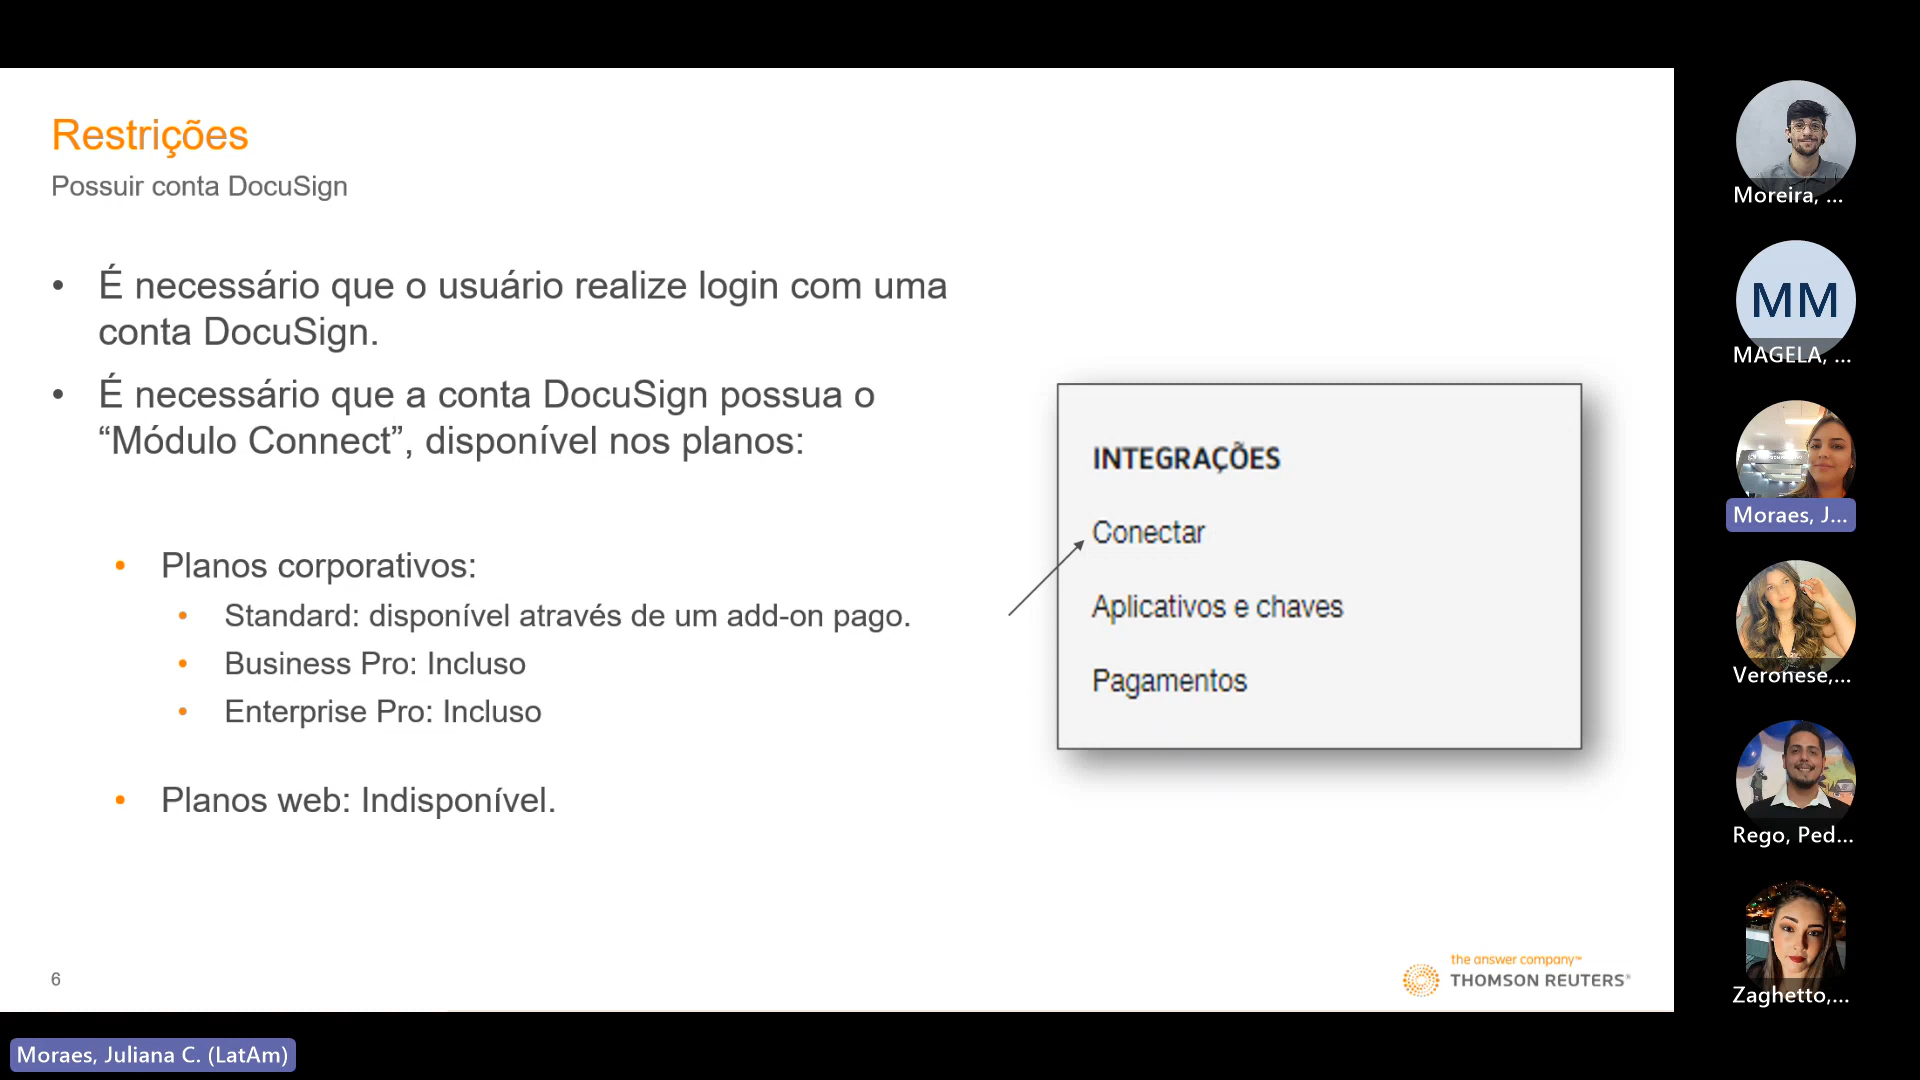 Restrições
Possuir conta DocuSign
• É necessário que o usuário realize login com uma
conta DocuSign.
• É necessário que a conta DocuSign possua o
“Módulo Connect”, disponível nos planos:
• Planos corporativos:
• Standard: disponível através de um add-on pago.
• Business Pro: Incluso
• Enterprise Pro: Incluso
• Planos web: Indisponível.
INTEGRAÇÕES
Conectar
Aplicativos e chaves
Pagamentos
6
the answer company™
THOMSON REUTERS®
Moreira, ...
MM
MAGELA, ...
Moraes, J...
Veronese,...
Rego, Ped...
Zaghetto,...
Moraes, Juliana C. (LatAm)